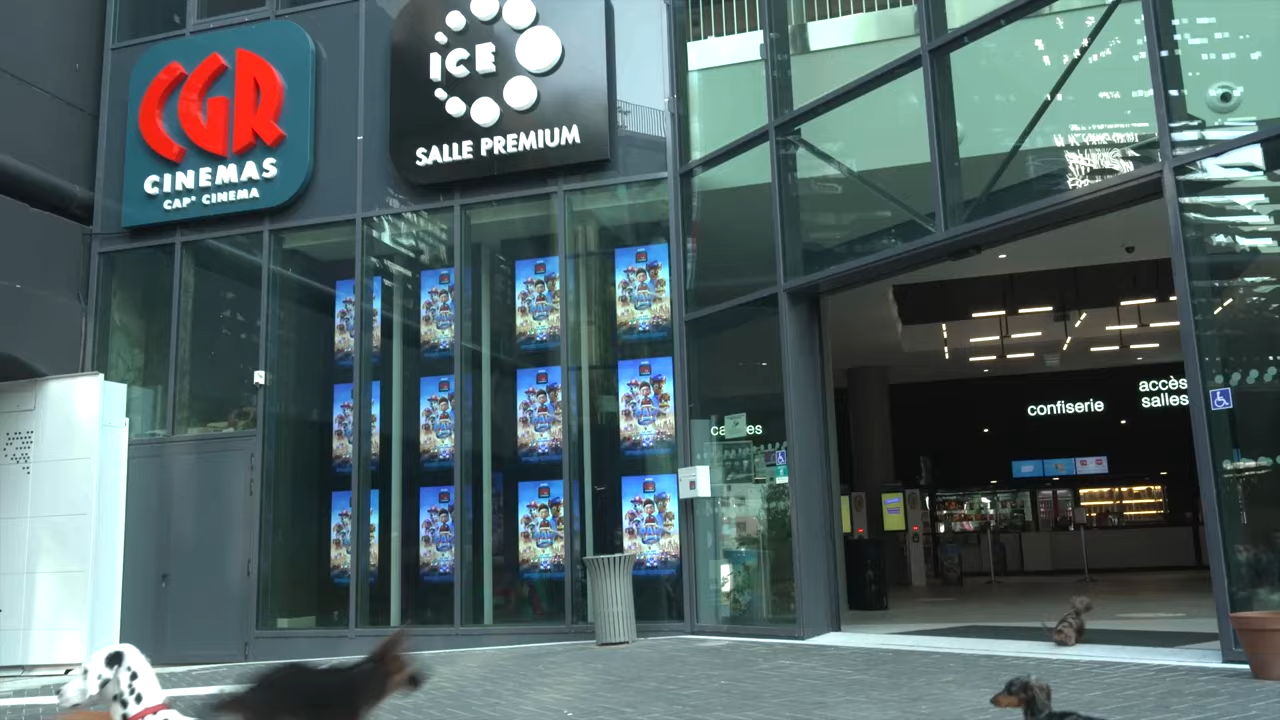 CGR
CINEMAS
CAP' CINEMA
ICE
SALLE PREMIUM
accès
salles
confiserie